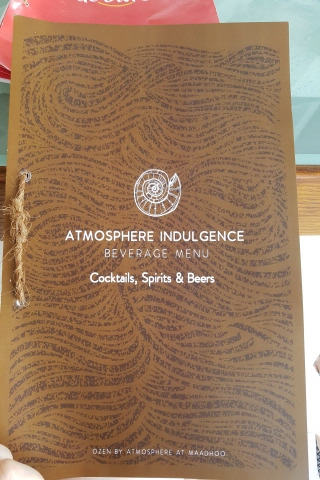 ATMOSPHERE INDULGENCE
BEVERAGE MENU
Cocktails, Spirits & Beers
OZEN BY ATMOSPHERE AT MAADHOO